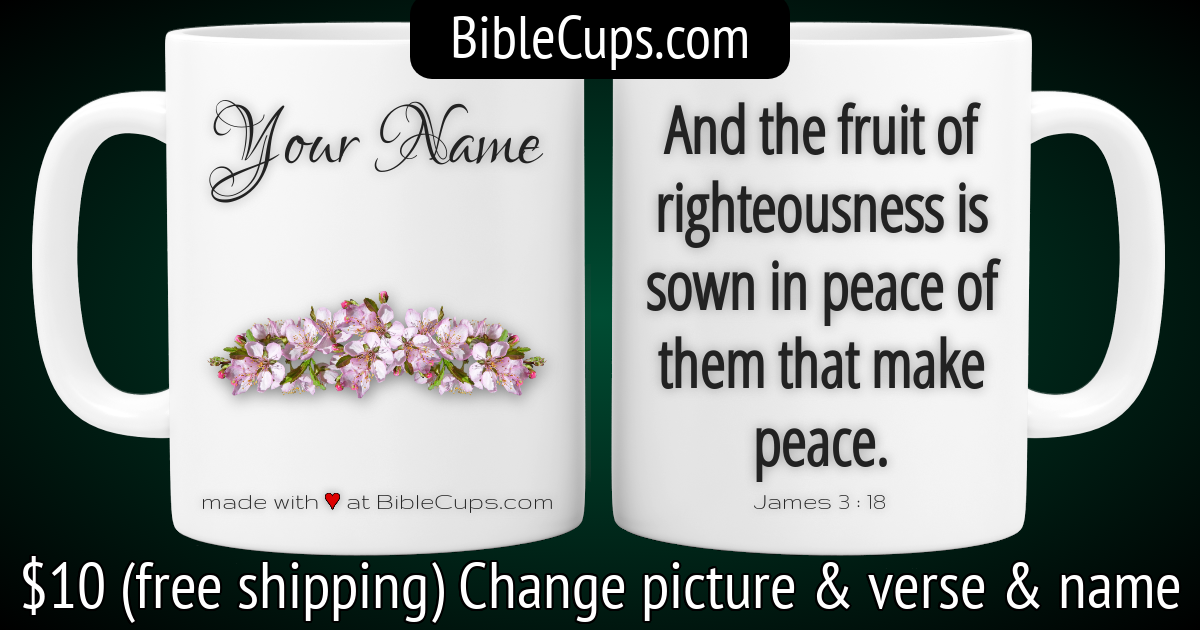 BibleCups.com
Your Name
made with ♥ at BibleCups.com
And the fruit of
righteousness is
sown in peace of
them that make
peace.
James 3 : 18
$10 (free shipping) Change picture & verse & name